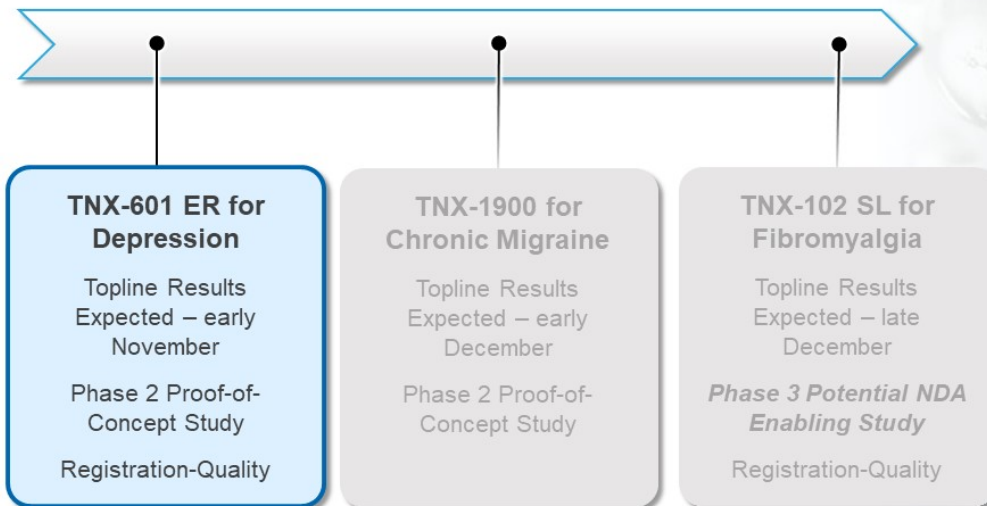 TNX-601 ER for
Depression
Topline Results
Expected – early
November
Phase 2 Proof-of-
Concept Study
Registration-Quality
TNX-1900 for
Chronic Migraine
Topline Results
Expected – early
December
Phase 2 Proof-of-
Concept Study
TNX-102 SL for
Fibromyalgia
Topline Results
Expected – late
December
Phase 3 Potential NDA
Enabling Study
Registration-Quality